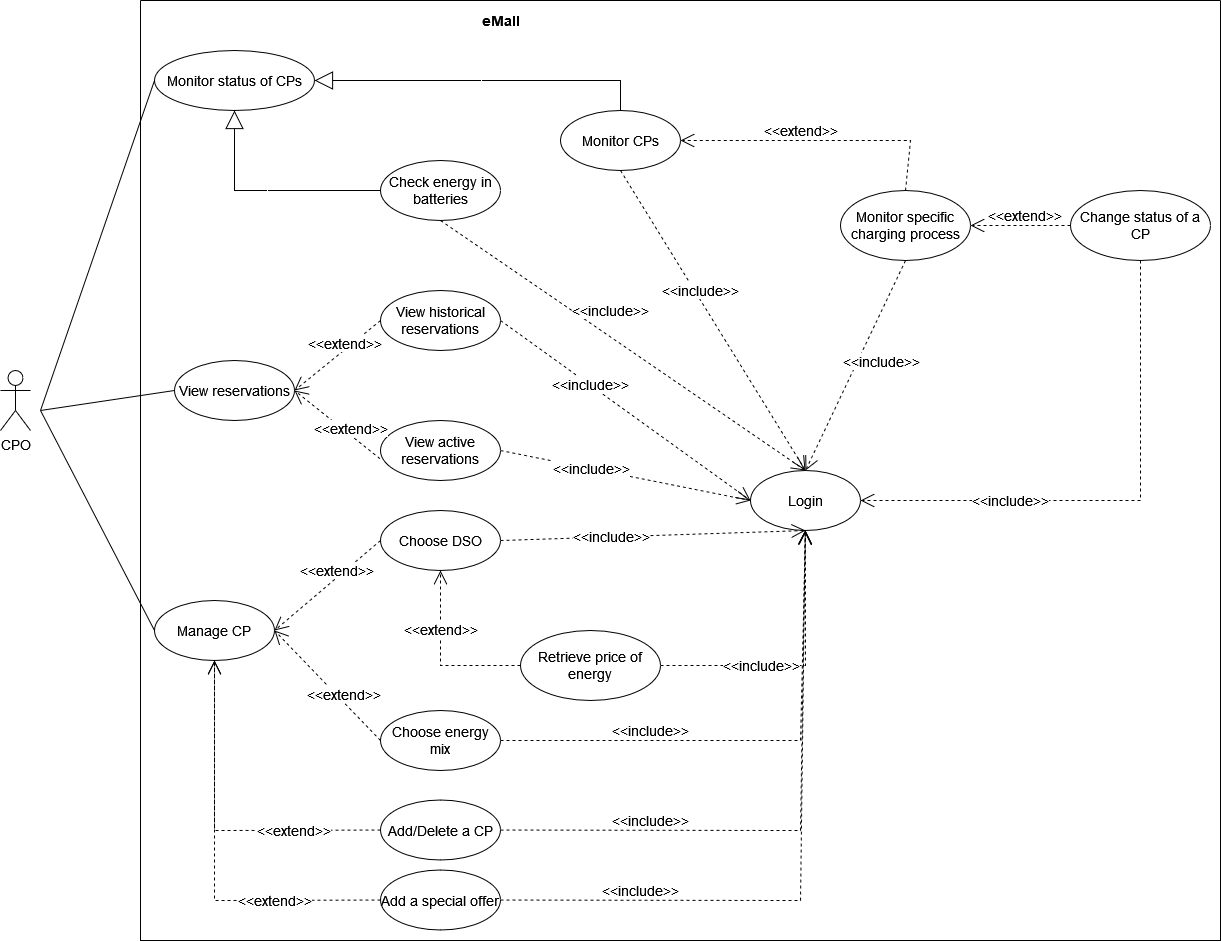 eMall
Monitor status of CPs
Monitor CPs
<<extend>>
Check energy in
batteries
Monitor specific
charging process
<<extend>>
Change status of a
CP
<<include>>
<<include>>
View historical
reservations
<<extend>>
<<include>>
<<include>>
View reservations
CPO
<<extend>>
View active
reservations
<<include>>
Login
<<include>>
Choose DSO
<<include>>
<<extend>>
Manage CP
<<extend>>
Retrieve price of
energy
<<include>>
<<extend>>
Choose energy
mix
<<include>>
<<extend>>
Add/Delete a CP
<<include>>
<<extend>>
Add a special offer
<<include>>